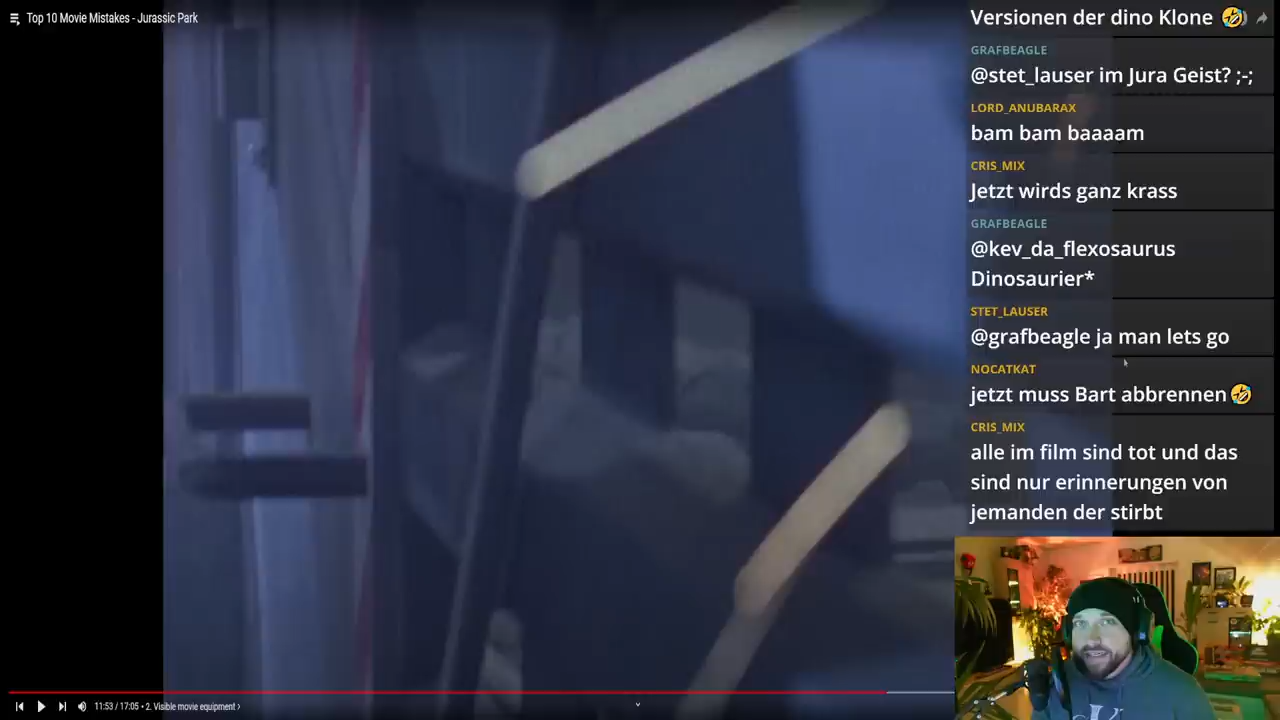 Top 10 Movie Mistakes - Jurassic Park
Versionen der dino Klone 🤣
GRAFBEAGLE
@stet_lauser im Jura Geist? ;-;
LORD_ANUBARAX
bam bam baaaam
CRIS_MIX
Jetzt wirds ganz krass
GRAFBEAGLE
@kev_da_flexosaurus
Dinosaurier*
STET_LAUSER
@grafbeagle ja man lets go
NOCATKAT
jetzt muss Bart abbrennen🤣
CRIS_MIX
alle im film sind tot und das
sind nur erinnerungen von
jemanden der stirbt
11:53 / 17:05 • 2. Visible movie equipment ›